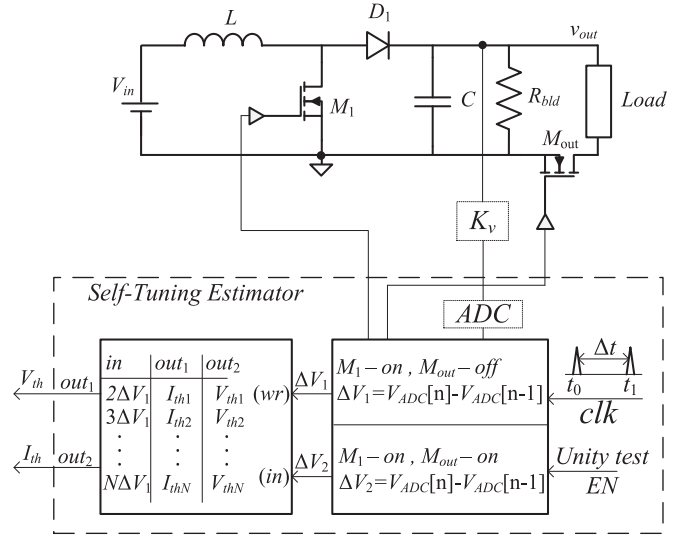 L
D1
vout
Vin
M1
C
Rbld
Load
Mout
Kv
Self-Tuning Estimator
ADC
in out1 out2
2ΔV1 Ith1 Vth1 (wr)
3ΔV1 Ith2 Vth2
. . .
. . .
. . .
NΔV1 IthN VthN (in)
Vth out1
Ith out2
ΔV1
ΔV2
M1–on , Mout–off
ΔV1=VADC[n]-VADC[n-1]
M1–on , Mout–on
ΔV2=VADC[n]-VADC[n-1]
Δt
t0 t1
clk
Unity test
EN